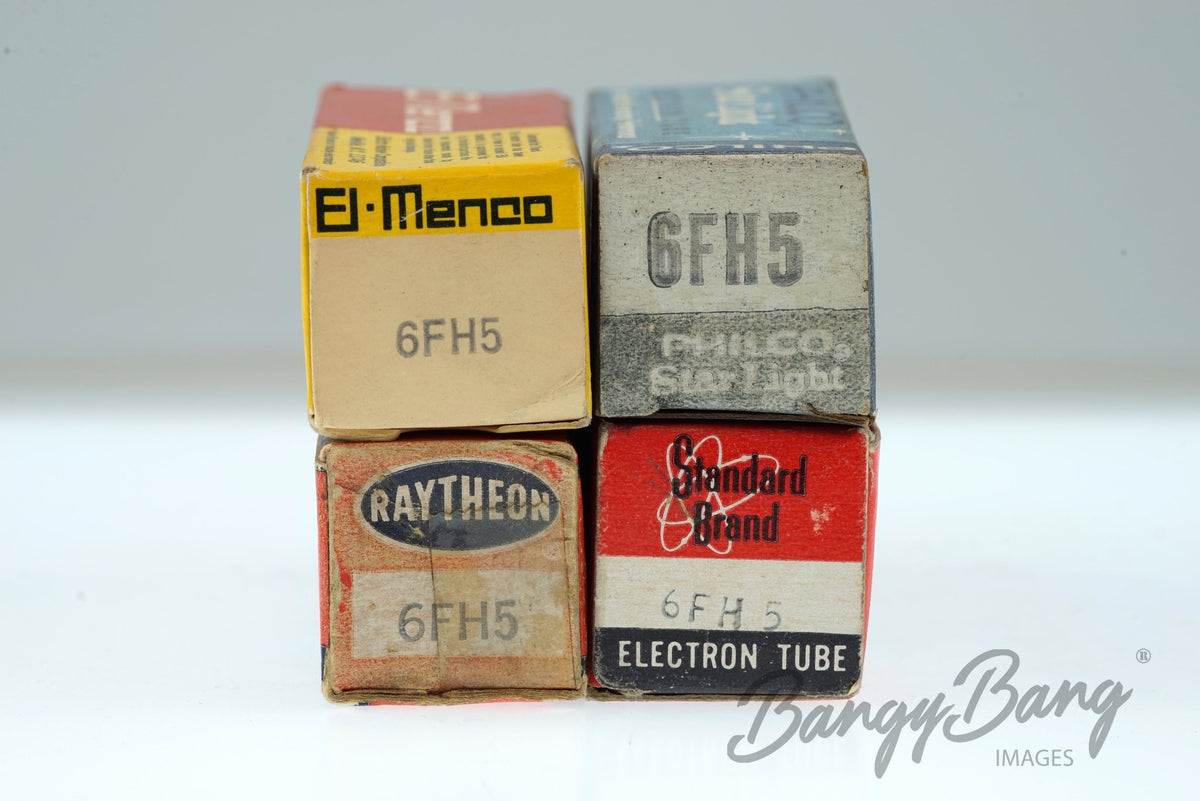 El-Menco
6FH5
6FH5
PHILCO®
Star Light
RAYTHEON
6FH5
Standard
Brand
6FH5
ELECTRON TUBE
BangyBang®
IMAGES